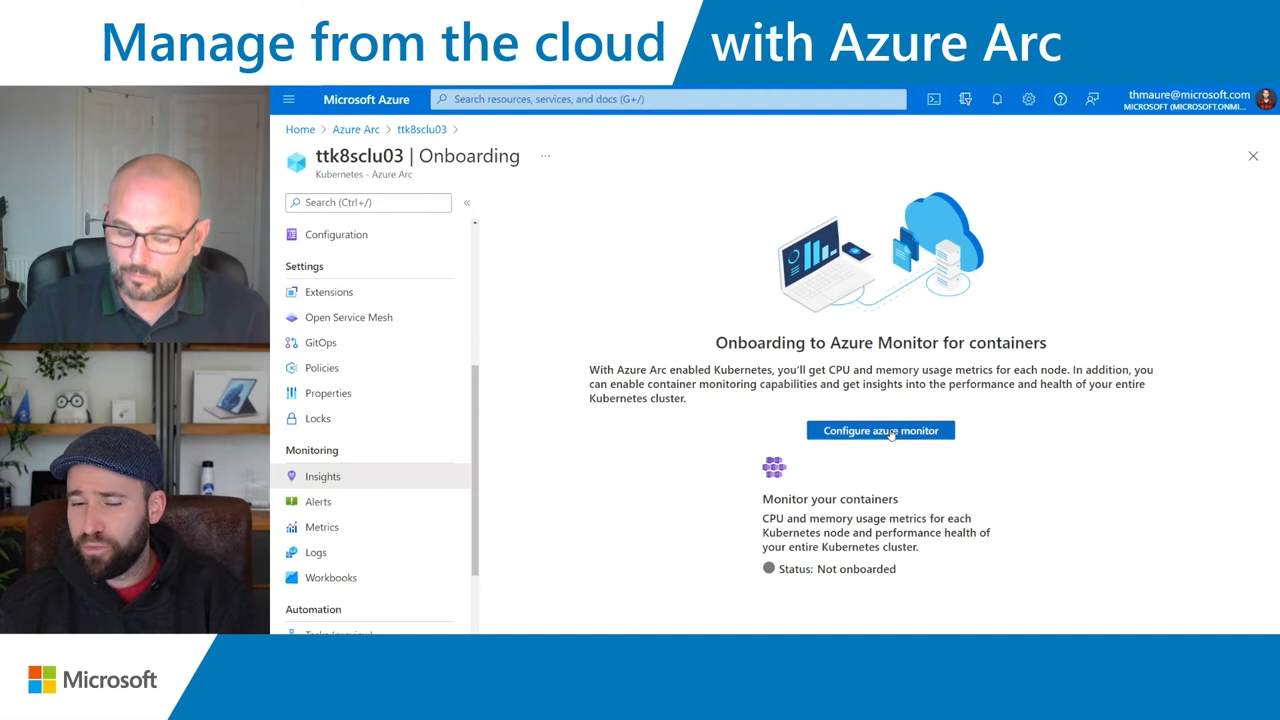 Manage from the cloud with Azure Arc
Microsoft Azure
Search resources, services, and docs (G+/)
thmaure@microsoft.com
MICROSOFT (MICROSOFT.ONMI...
Home > Azure Arc > ttk8sclu03 >
ttk8sclu03 | Onboarding ...
Kubernetes - Azure Arc
Search (Ctrl+/)
«
Configuration
Settings
Extensions
Open Service Mesh
GitOps
Policies
Properties
Locks
Monitoring
Insights
Alerts
Metrics
Logs
Workbooks
Automation
Tasks (preview)
Onboarding to Azure Monitor for containers
With Azure Arc enabled Kubernetes, you'll get CPU and memory usage metrics for each node. In addition, you
can enable container monitoring capabilities and get insights into the performance and health of your entire
Kubernetes cluster.
Configure azure monitor
Monitor your containers
CPU and memory usage metrics for each
Kubernetes node and performance health of
your entire Kubernetes cluster.
Status: Not onboarded
Microsoft